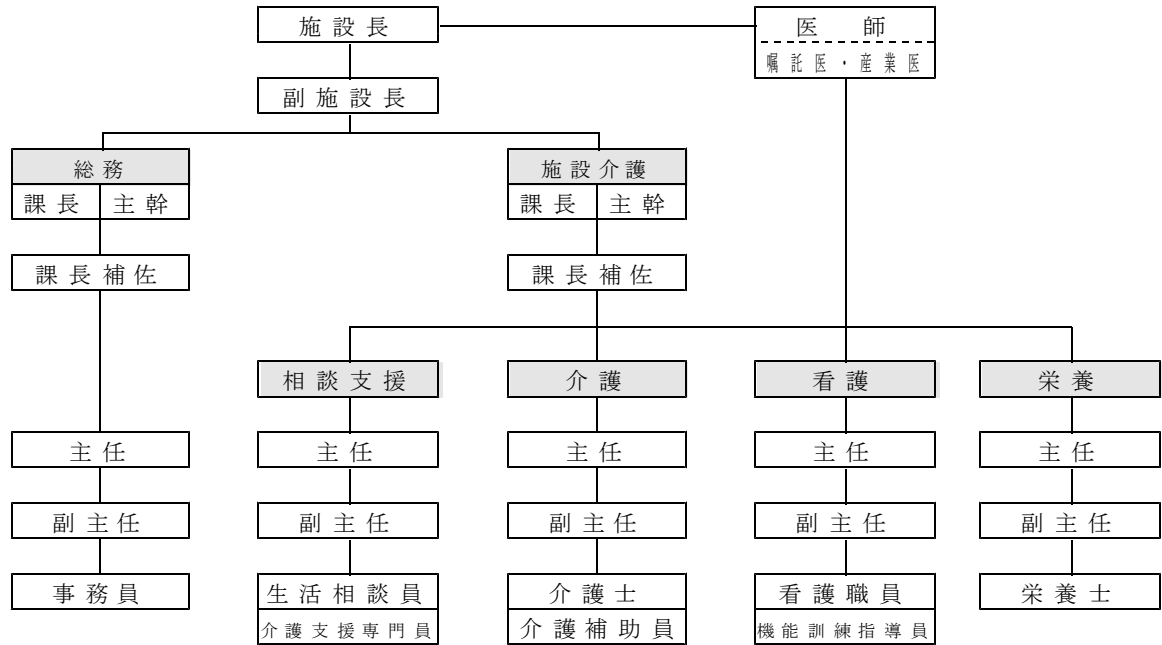 施設長
医師
嘱託医・産業医
副施設長
総務
施設介護
課長 主幹
課長 主幹
課長補佐
課長補佐
相談支援
介護
看護
栄養
主任
主任
主任
主任
主任
副主任
副主任
副主任
副主任
副主任
事務員
生活相談員
介護士
看護職員
栄養士
介護支援専門員
介護補助員
機能訓練指導員